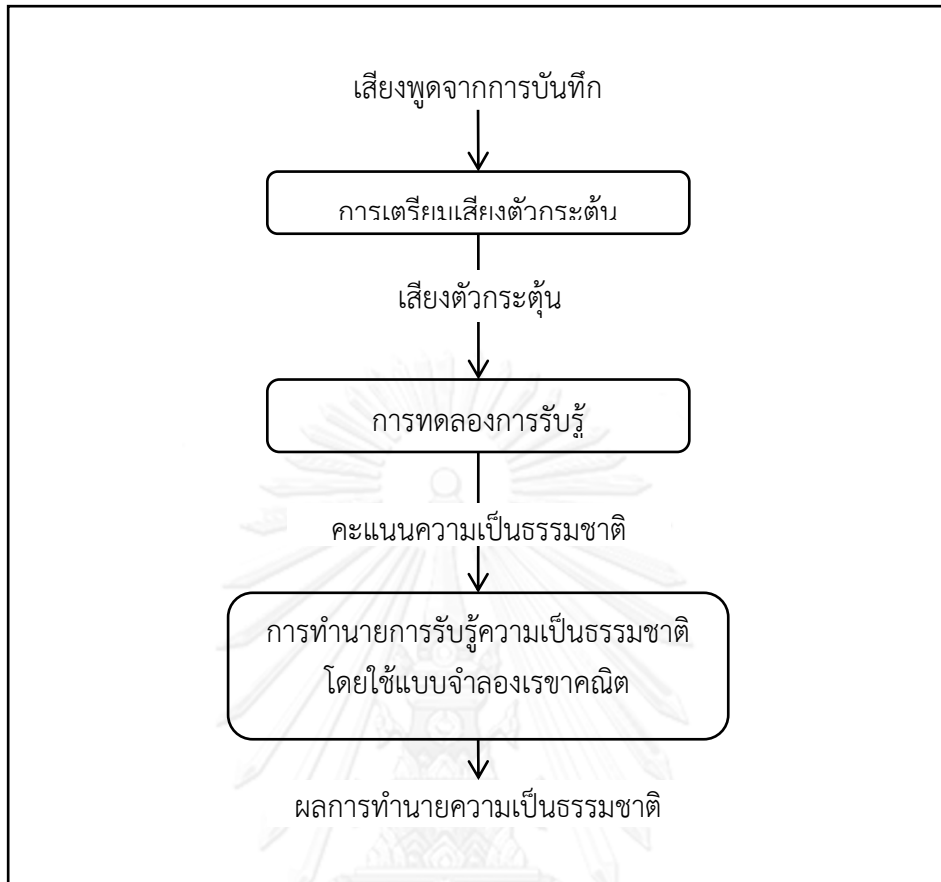 เสียงพูดจากการบันทึก
การเตรียมเสียงตัวกระตุ้น
เสียงตัวกระตุ้น
การทดลองการรับรู้
คะแนนความเป็นธรรมชาติ
การทำนายการรับรู้ความเป็นธรรมชาติ
โดยใช้แบบจำลองเรขาคณิต
ผลการทำนายความเป็นธรรมชาติ